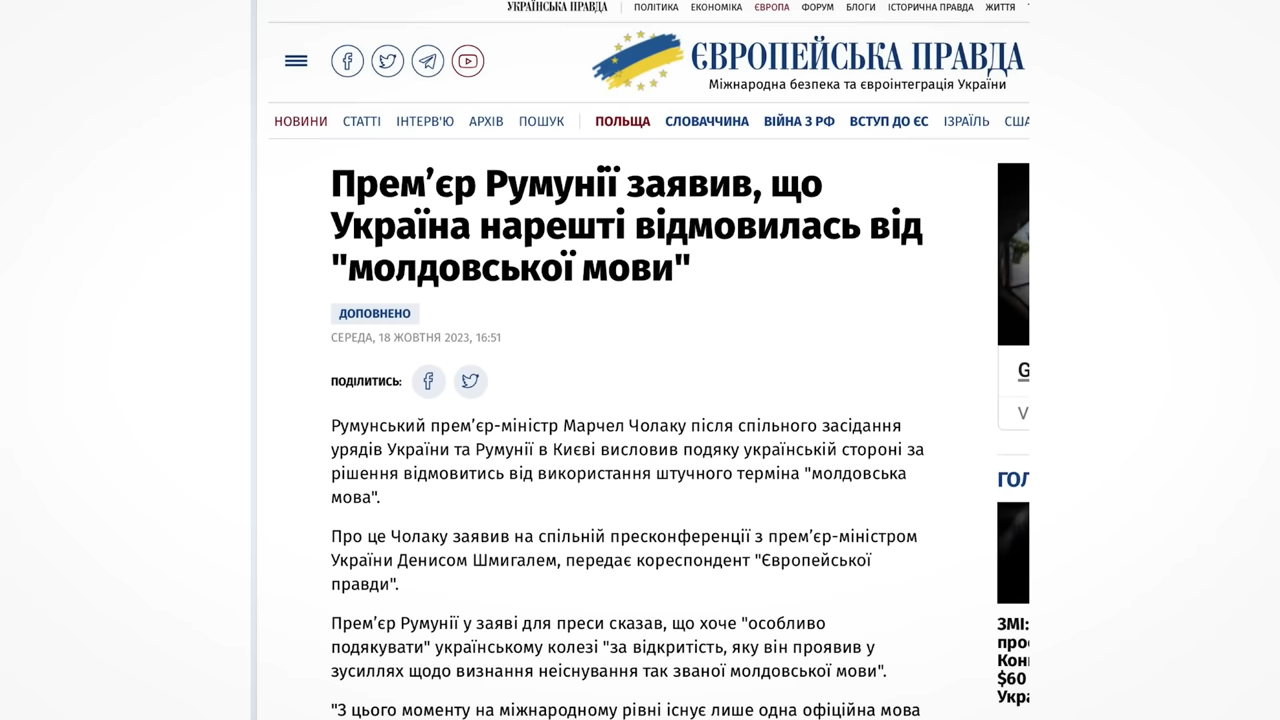 УКРАЇНСЬКА ПРАВДА ПОЛІТИКА ЕКОНОМІКА ЄВРОПА ФОРУМ БЛОГИ ІСТОРИЧНА ПРАВДА ЖИТТЯ
ЄВРОПЕЙСЬКА ПРАВДА
Міжнародна безпека та євроінтеграція України
НОВИНИ СТАТТІ ІНТЕРВ'Ю АРХІВ ПОШУК ПОЛЬЩА СЛОВАЧЧИНА ВІЙНА З РФ ВСТУП ДО ЄС ІЗРАЇЛЬ США
Прем’єр Румунії заявив, що
Україна нарешті відмовилась від
"молдовської мови"
ДОПОВНЕНО
СЕРЕДА, 18 ЖОВТНЯ 2023, 16:51
ПОДІЛИТИСЬ:
Румунський прем’єр-міністр Марчел Чолаку після спільного засідання
урядів України та Румунії в Києві висловив подяку українській стороні за
рішення відмовитись від використання штучного терміна "молдовська
мова".
Про це Чолаку заявив на спільній пресконференції з прем’єр-міністром
України Денисом Шмигалем, передає кореспондент "Європейської
правди".
Прем’єр Румунії у заяві для преси сказав, що хоче "особливо
подякувати" українському колезі "за відкритість, яку він проявив у
зусиллях щодо визнання неіснування так званої молдовської мови".
"З цього моменту на міжнародному рівні існує лише одна офіційна мова
G
V
ГОЛ
ЗМІ:
прос
Конг
$60
Укра